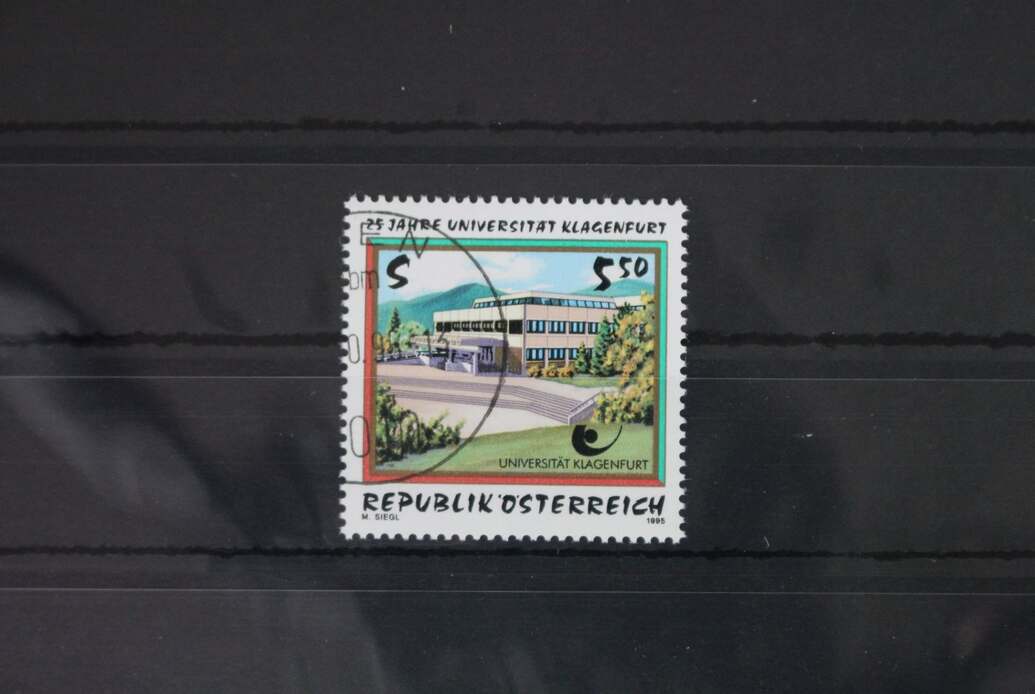 25 JAHRE UNIVERSITÄT KLAGENFURT
S 5 50
UNIVERSITÄT KLAGENFURT
REPUBLIK ÖSTERREICH
M. SIEGL 1995